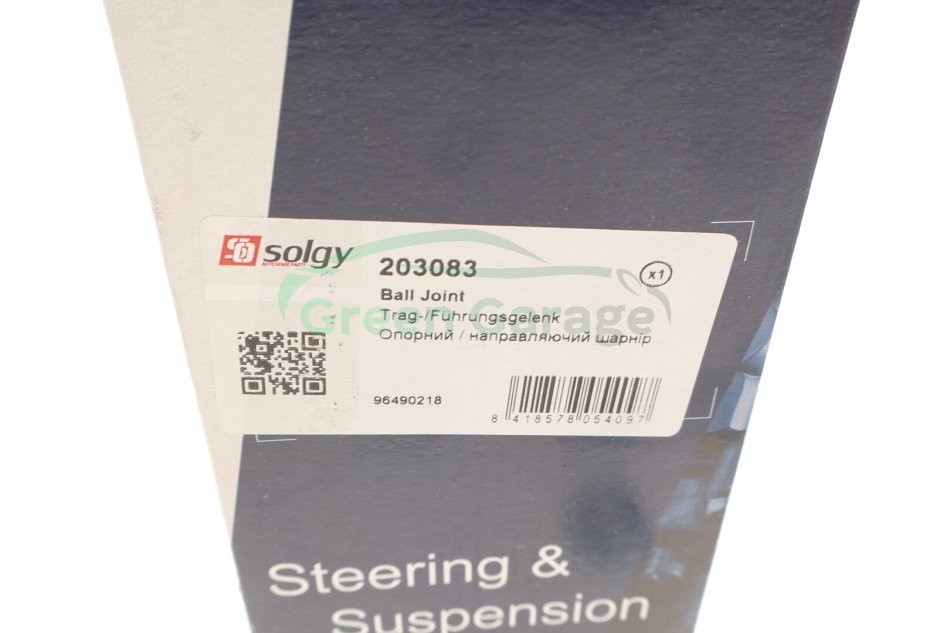 solgy
AUTO SPARE PARTS
203083
x1
Ball Joint
Trag-/Führungsgelenk
Опорний / направляючий шарнір
Green Garage
96490218
8 418578 054097
Steering &
Suspension